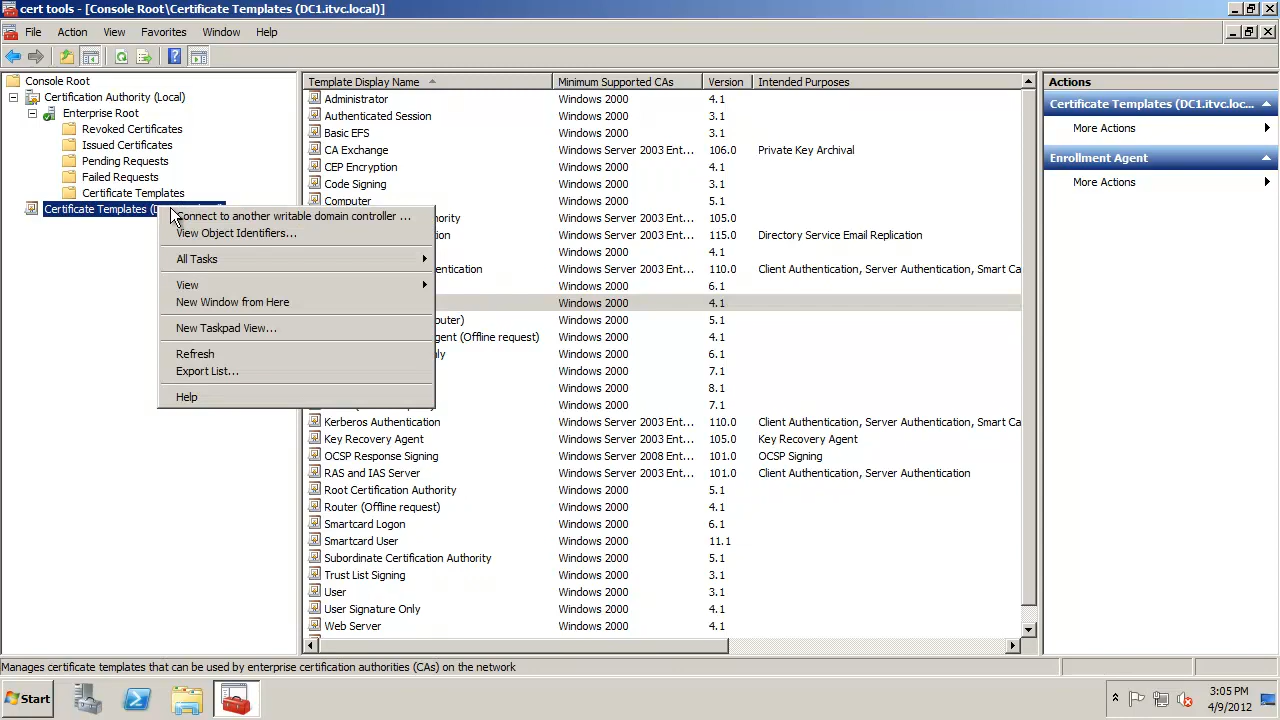 cert tools - [Console Root\Certificate Templates (DC1.itvc.local)]
File Action View Favorites Window Help
Console Root
Certification Authority (Local)
Enterprise Root
Revoked Certificates
Issued Certificates
Pending Requests
Failed Requests
Certificate Templates
Certificate Templates (D
Connect to another writable domain controller ...
View Object Identifiers...
All Tasks
View
New Window from Here
New Taskpad View...
Refresh
Export List...
Help
Template Display Name Minimum Supported CAs Version Intended Purposes
Administrator Windows 2000 4.1
Authenticated Session Windows 2000 3.1
Basic EFS Windows 2000 3.1
CA Exchange Windows Server 2003 Ent... 106.0 Private Key Archival
CEP Encryption Windows 2000 4.1
Code Signing Windows 2000 3.1
Computer Windows 2000 5.1
ority Windows Server 2003 Ent... 105.0
ion Windows Server 2003 Ent... 115.0 Directory Service Email Replication
Windows 2000 4.1
entication Windows Server 2003 Ent... 110.0 Client Authentication, Server Authentication, Smart Ca
Windows 2000 6.1
Windows 2000 4.1
puter) Windows 2000 5.1
gent (Offline request) Windows 2000 4.1
nly Windows 2000 6.1
Windows 2000 7.1
Windows 2000 8.1
Windows 2000 7.1
Kerberos Authentication Windows Server 2003 Ent... 110.0 Client Authentication, Server Authentication, Smart Ca
Key Recovery Agent Windows Server 2003 Ent... 105.0 Key Recovery Agent
OCSP Response Signing Windows Server 2008 Ent... 101.0 OCSP Signing
RAS and IAS Server Windows Server 2003 Ent... 101.0 Client Authentication, Server Authentication
Root Certification Authority Windows 2000 5.1
Router (Offline request) Windows 2000 4.1
Smartcard Logon Windows 2000 6.1
Smartcard User Windows 2000 11.1
Subordinate Certification Authority Windows 2000 5.1
Trust List Signing Windows 2000 3.1
User Windows 2000 3.1
User Signature Only Windows 2000 4.1
Web Server Windows 2000 4.1
Actions
Certificate Templates (DC1.itvc.loc...
More Actions
Enrollment Agent
More Actions
Manages certificate templates that can be used by enterprise certification authorities (CAs) on the network
Start
3:05 PM
4/9/2012